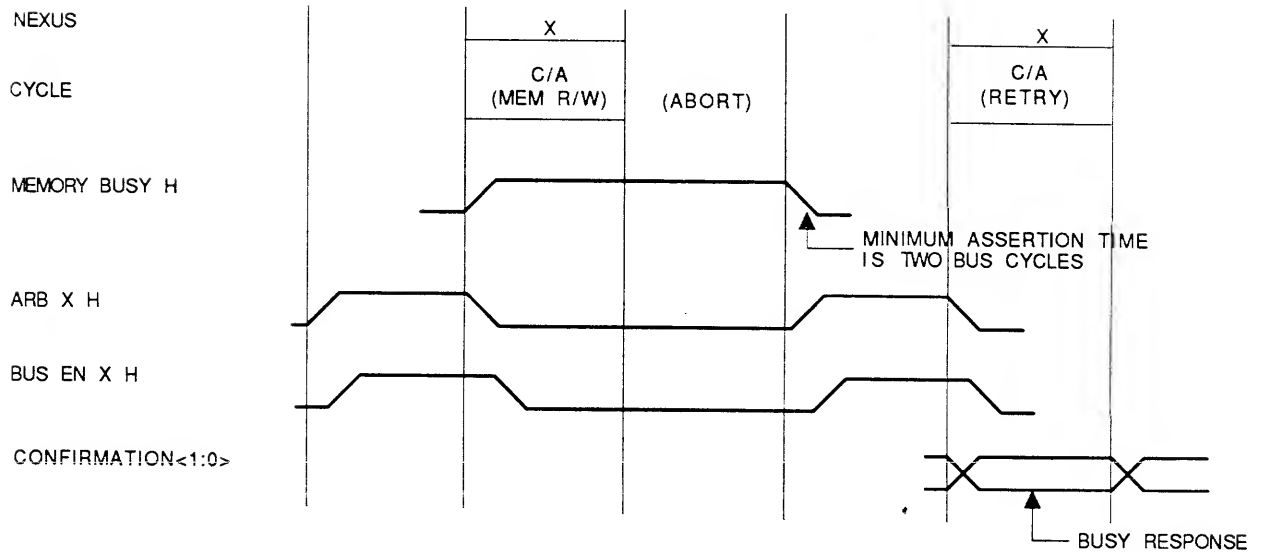 NEXUS
X
X
CYCLE
C/A
(MEM R/W)
(ABORT)
C/A
(RETRY)
MEMORY BUSY H
MINIMUM ASSERTION TIME
IS TWO BUS CYCLES
ARB X H
BUS EN X H
CONFIRMATION<1:0>
BUSY RESPONSE